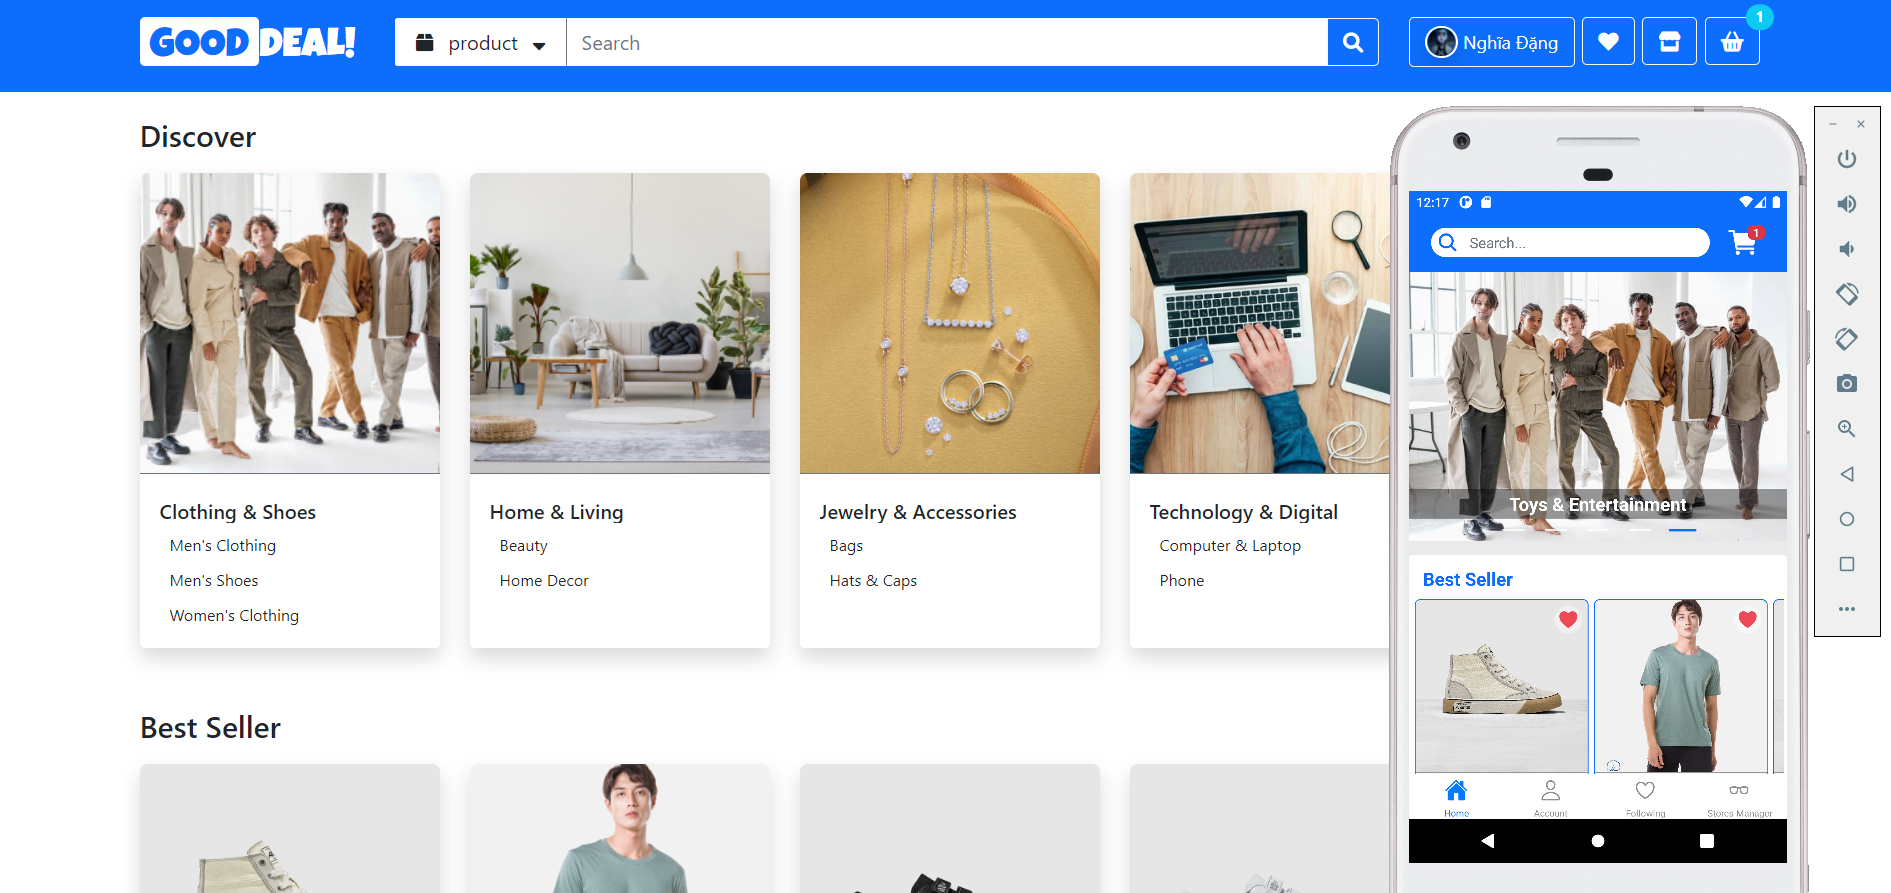 GOOD DEAL!
product
Search
Nghĩa Đặng
1
Discover
Clothing & Shoes
Men's Clothing
Men's Shoes
Women's Clothing
Home & Living
Beauty
Home Decor
Jewelry & Accessories
Bags
Hats & Caps
Technology & Digital
Computer & Laptop
Phone
Best Seller
12:17
Search...
1
Toys & Entertainment
Best Seller
Home
Account
Following
Stores Manager